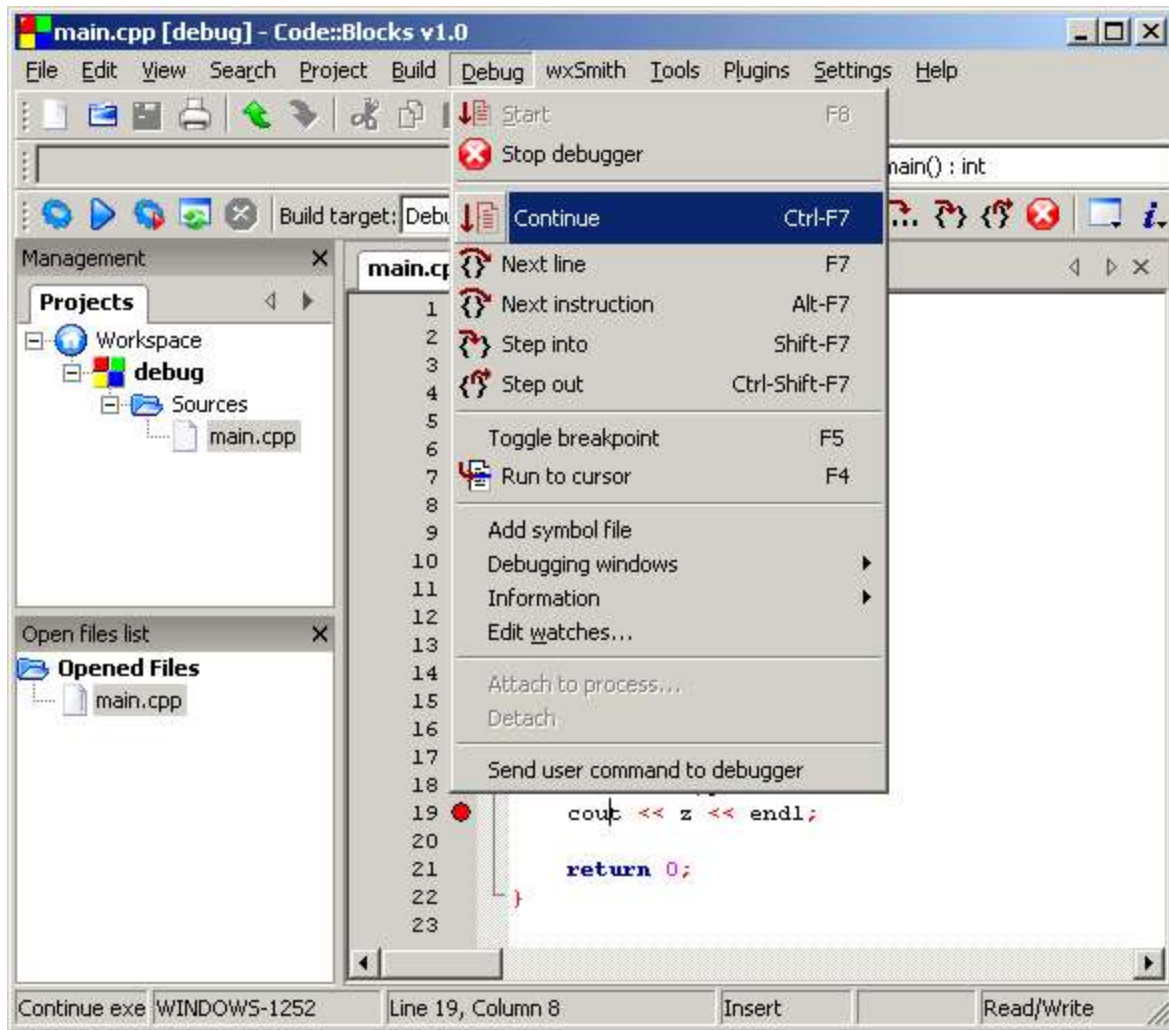 main.cpp [debug] - Code::Blocks v1.0
File Edit View Search Project Build Debug wxSmith Tools Plugins Settings Help
Start F8
Stop debugger
main() : int
Build target:
Continue Ctrl-F7
Management
Next line F7
Projects
Next instruction Alt-F7
Workspace
Step into Shift-F7
debug
Step out Ctrl-Shift-F7
Sources
main.cpp
Toggle breakpoint F5
Run to cursor F4
Add symbol file
Debugging windows
Information
Edit watches...
Attach to process...
Detach
Send user command to debugger
Open files list
Opened Files
main.cpp
1
2
3
4
5
6
7
8
9
10
11
12
13
14
15
16
17
18
19 cout << z << endl;
20
21 return 0;
22 }
23
Continue exe WINDOWS-1252 Line 19, Column 8 Insert Read/Write